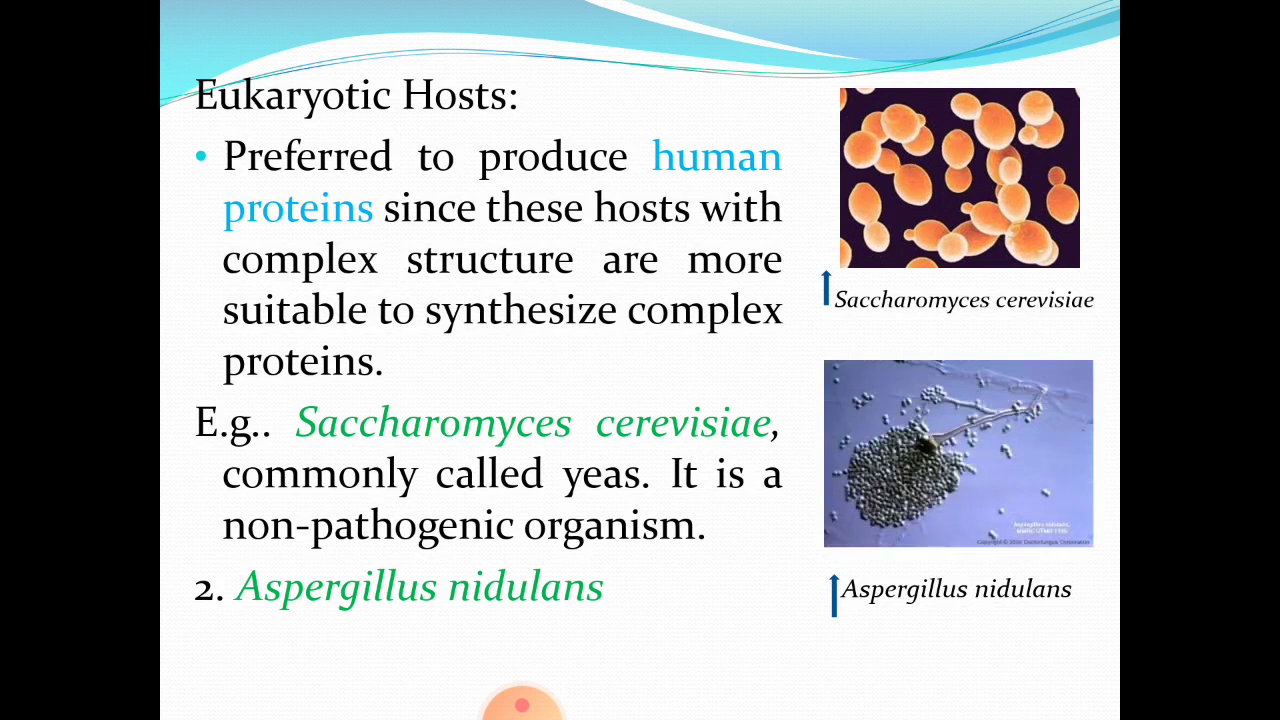 Eukaryotic Hosts:
• Preferred to produce human
proteins since these hosts with
complex structure are more
suitable to synthesize complex
proteins.
E.g.. Saccharomyces cerevisiae,
commonly called yeas. It is a
non-pathogenic organism.
2. Aspergillus nidulans
Saccharomyces cerevisiae
Aspergillus nidulans